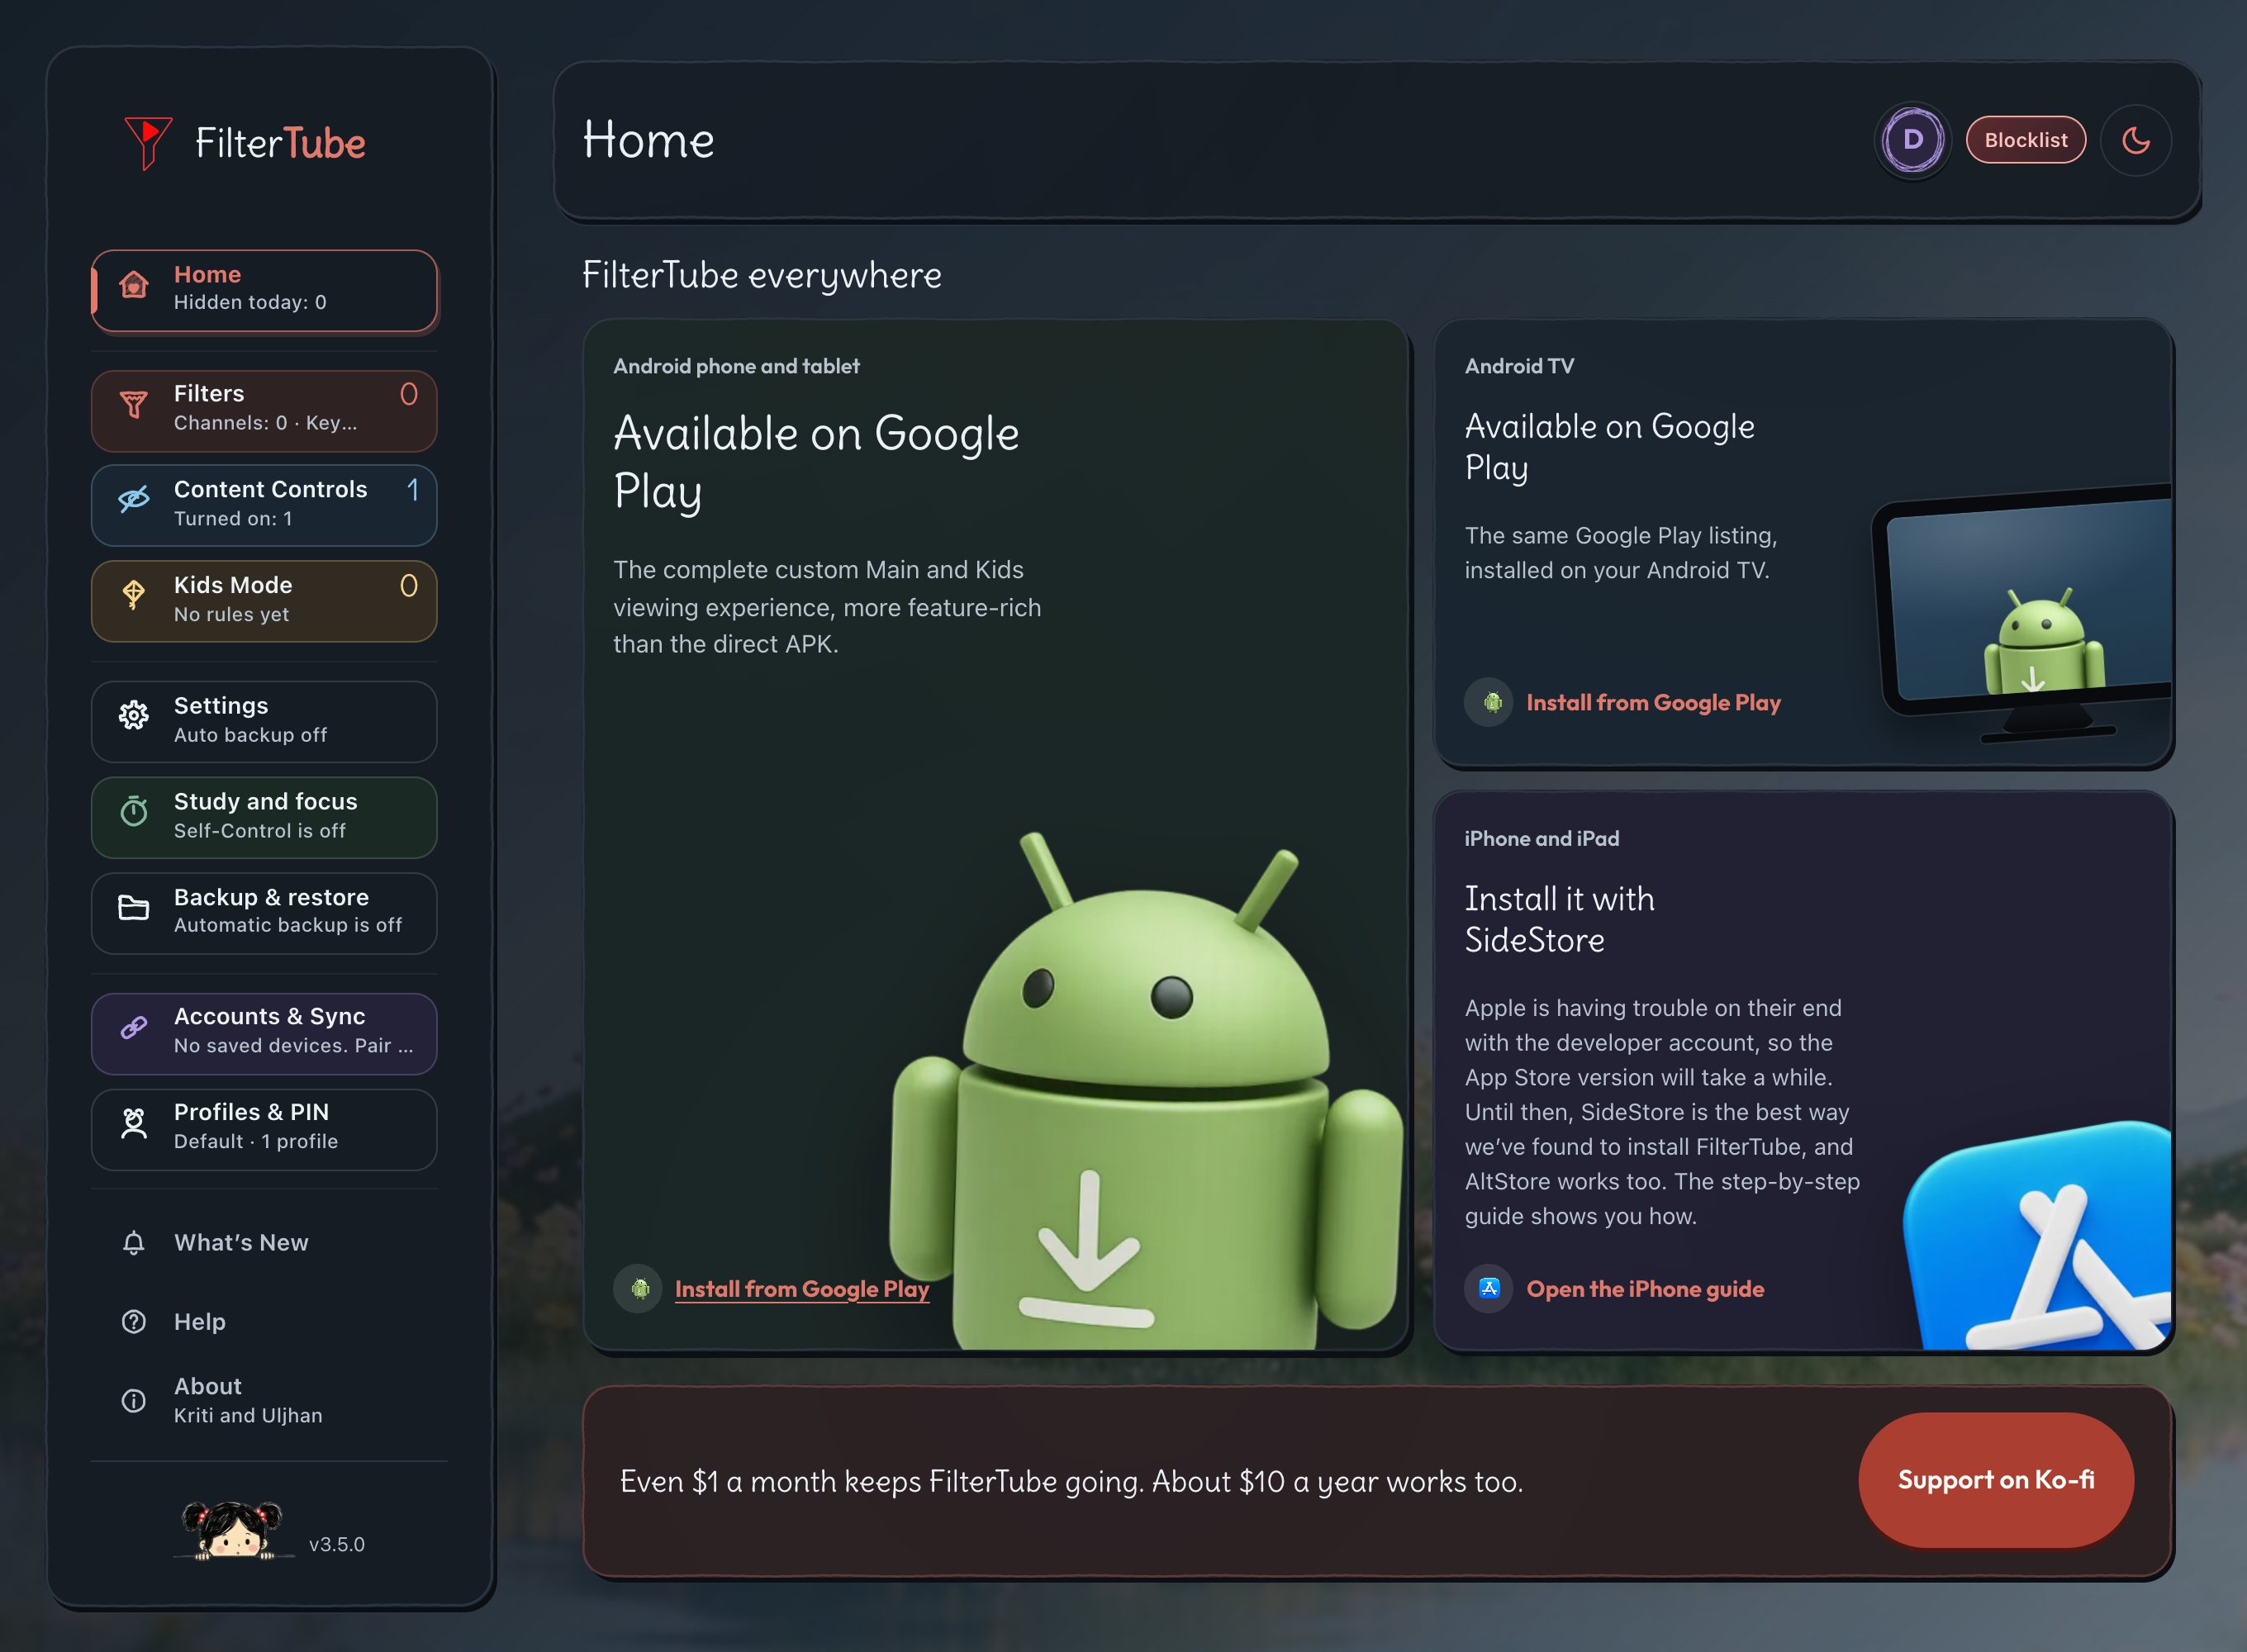 FilterTube
Home
Hidden today: 0
Filters
0
Channels: 0 · Key...
Content Controls
1
Turned on: 1
Kids Mode
0
No rules yet
Settings
Auto backup off
Study and focus
Self-Control is off
Backup & restore
Automatic backup is off
Accounts & Sync
No saved devices. Pair ...
Profiles & PIN
Default · 1 profile
What’s New
Help
About
Kriti and Uljhan
v3.5.0
Home
D
Blocklist
FilterTube everywhere
Android phone and tablet
Available on Google
Play
The complete custom Main and Kids
viewing experience, more feature-rich
than the direct APK.
Install from Google Play
Android TV
Available on Google
Play
The same Google Play listing,
installed on your Android TV.
Install from Google Play
iPhone and iPad
Install it with
SideStore
Apple is having trouble on their end
with the developer account, so the
App Store version will take a while.
Until then, SideStore is the best way
we’ve found to install FilterTube, and
AltStore works too. The step-by-step
guide shows you how.
Open the iPhone guide
Even $1 a month keeps FilterTube going. About $10 a year works too.
Support on Ko-fi